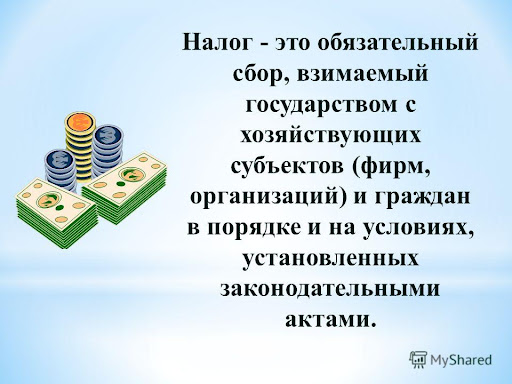 Налог - это обязательный
сбор, взимаемый
государством с
хозяйствующих
субъектов (фирм,
организаций) и граждан
в порядке и на условиях,
установленных
законодательными
актами.
MyShared